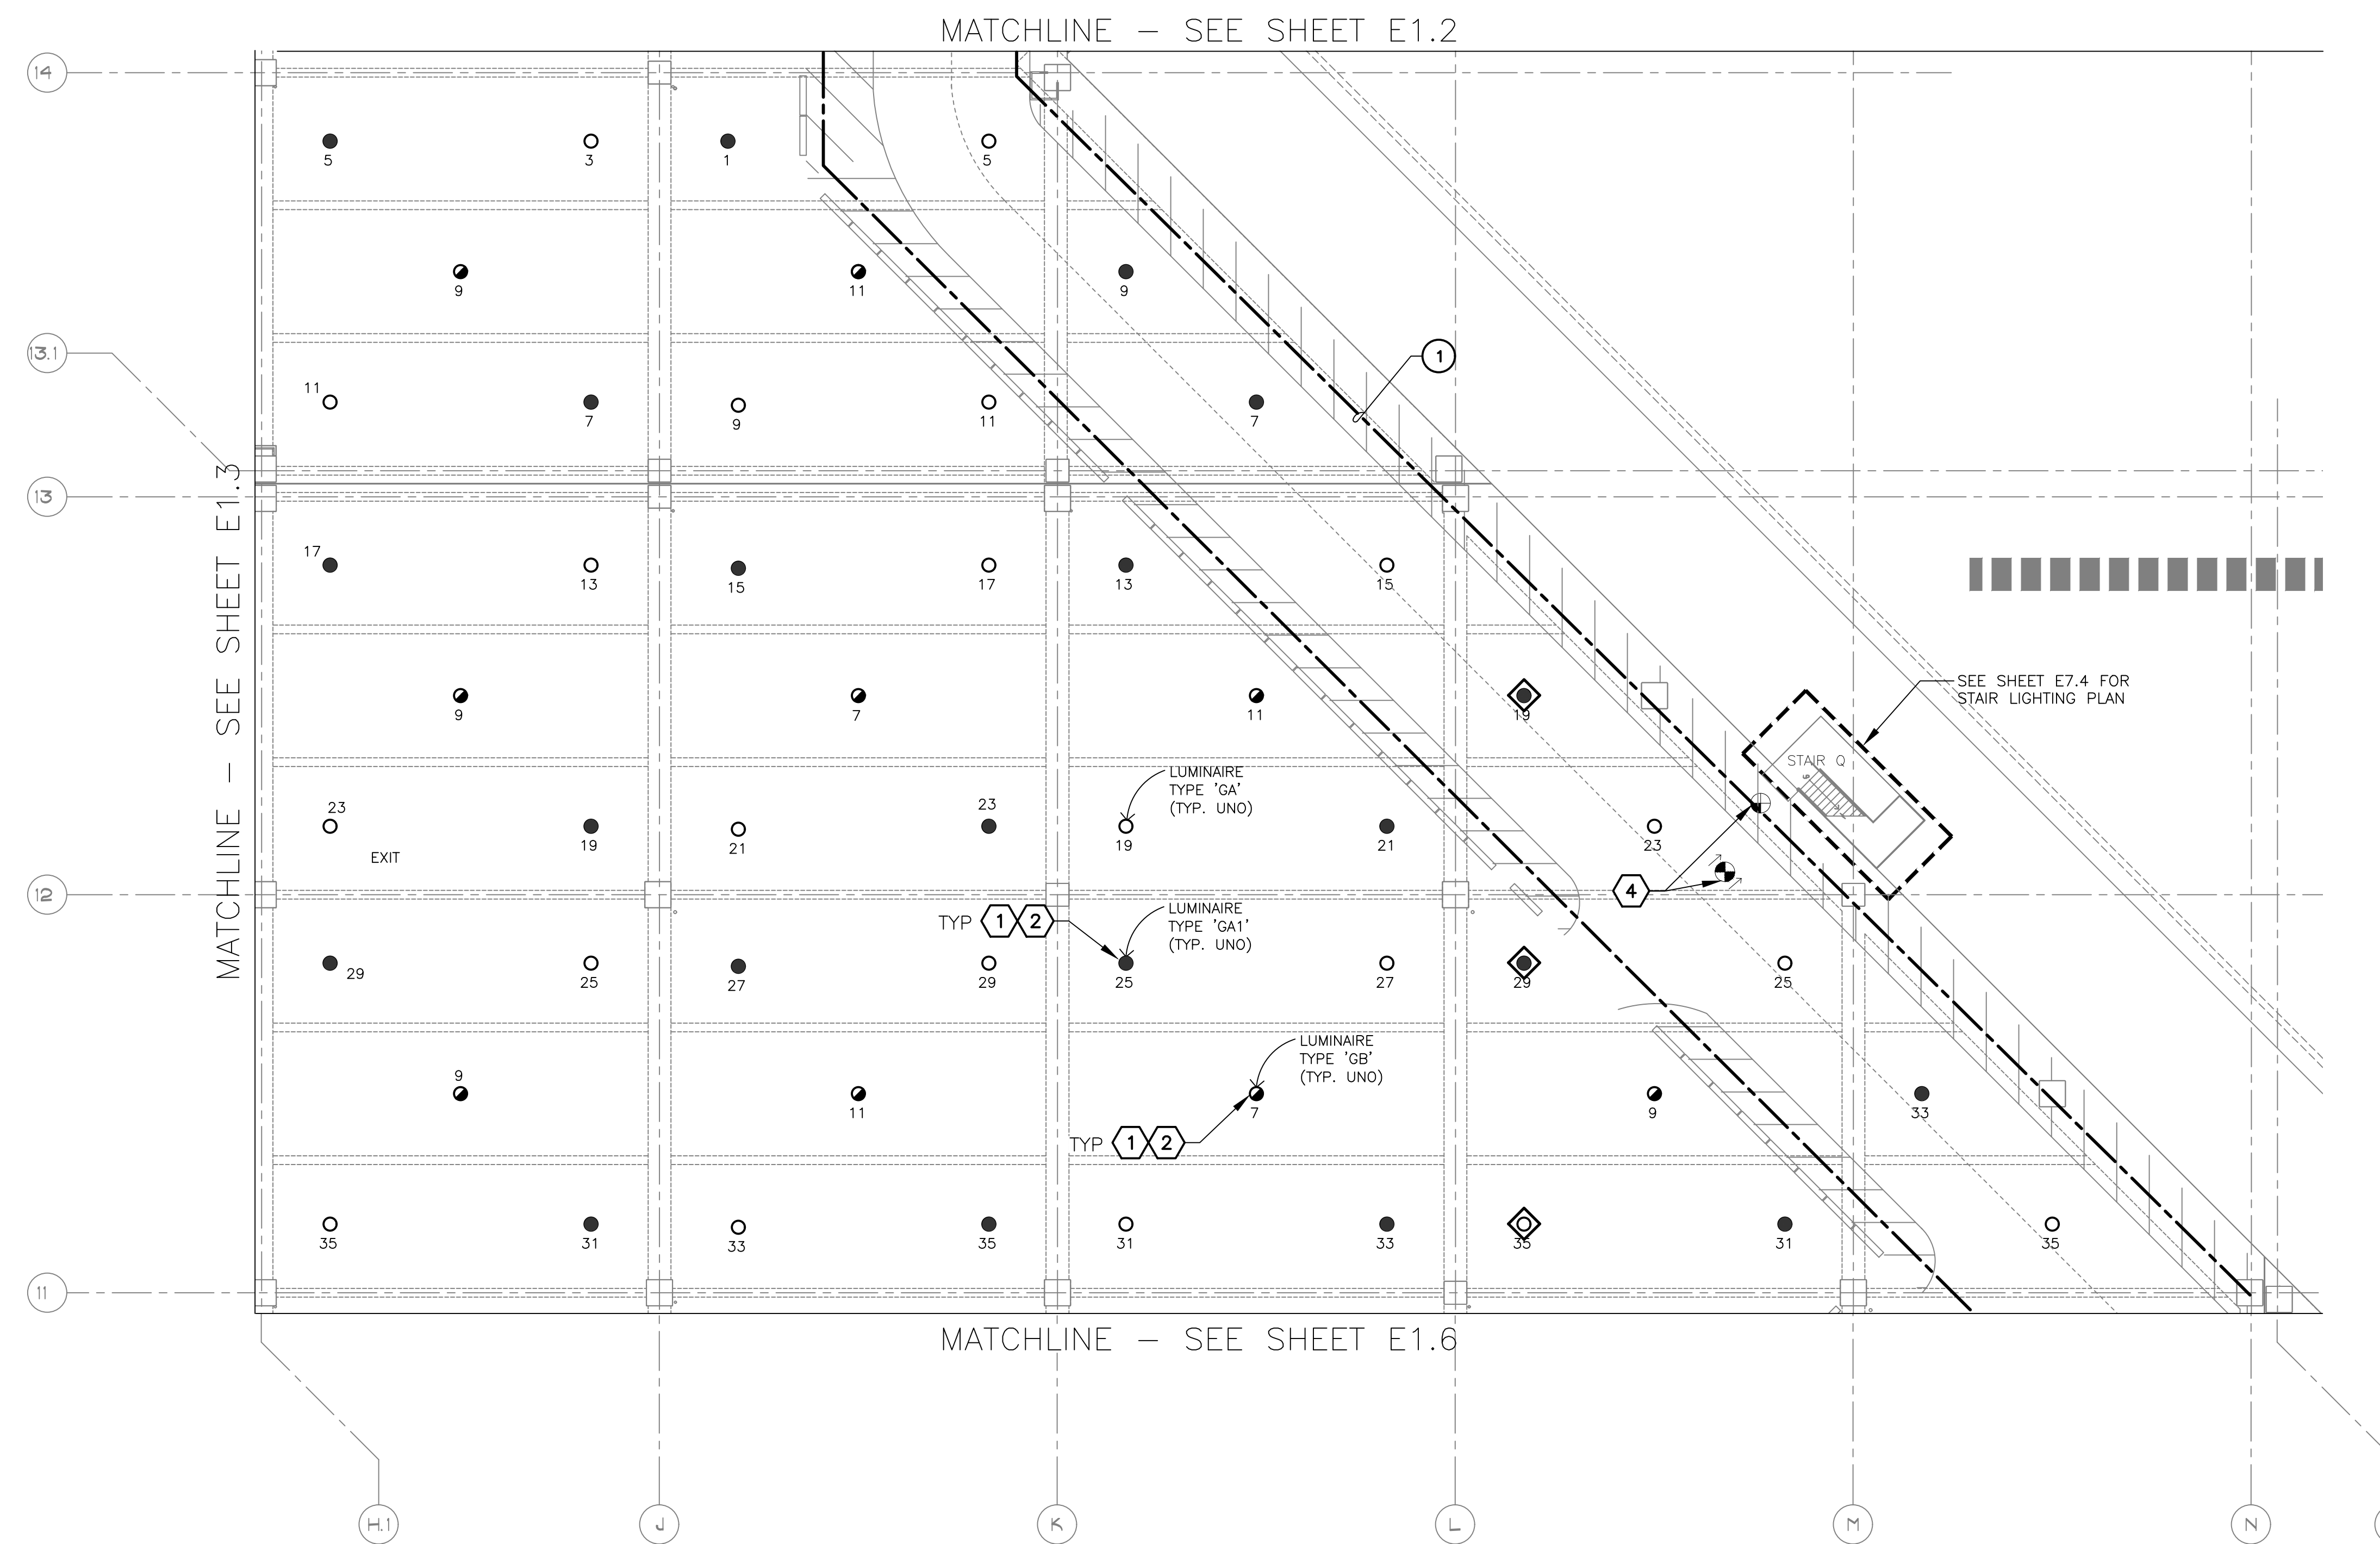 MATCHLINE – SEE SHEET E1.2
14
5
3
1
5
9
11
9
13.1
1
11
7
9
11
7
MATCHLINE – SEE SHEET E1.3
13
17
13
15
17
13
15
9
7
11
19
SEE SHEET E7.4 FOR
STAIR LIGHTING PLAN
STAIR Q
LUMINAIRE
TYPE 'GA'
(TYP. UNO)
23
19
21
23
19
21
23
EXIT
12
4
TYP 1 2
LUMINAIRE
TYPE 'GA1'
(TYP. UNO)
29
25
27
29
25
27
29
25
LUMINAIRE
TYPE 'GB'
(TYP. UNO)
9
11
7
9
33
TYP 1 2
35
31
33
35
31
33
35
31
35
11
MATCHLINE – SEE SHEET E1.6
H.1
J
K
L
M
N